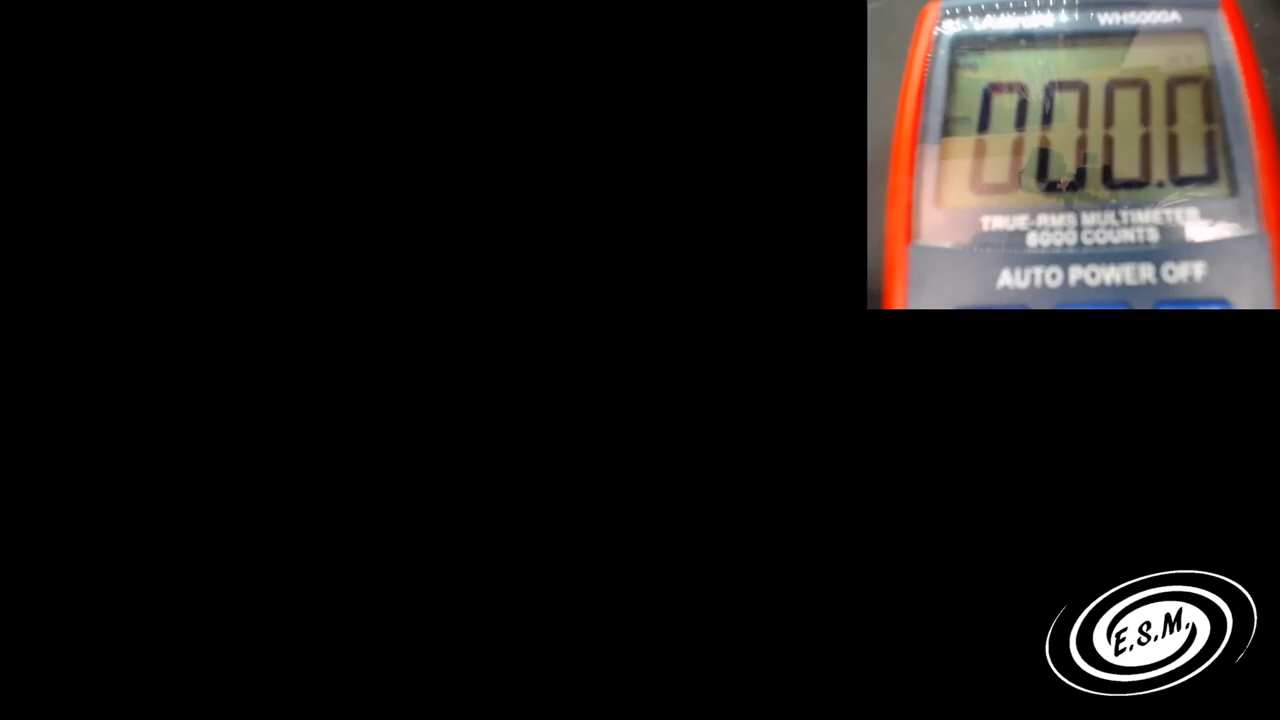 WH5000A
000.0
TRUE-RMS MULTIMETER
6000 COUNTS
AUTO POWER OFF
E.S.M.